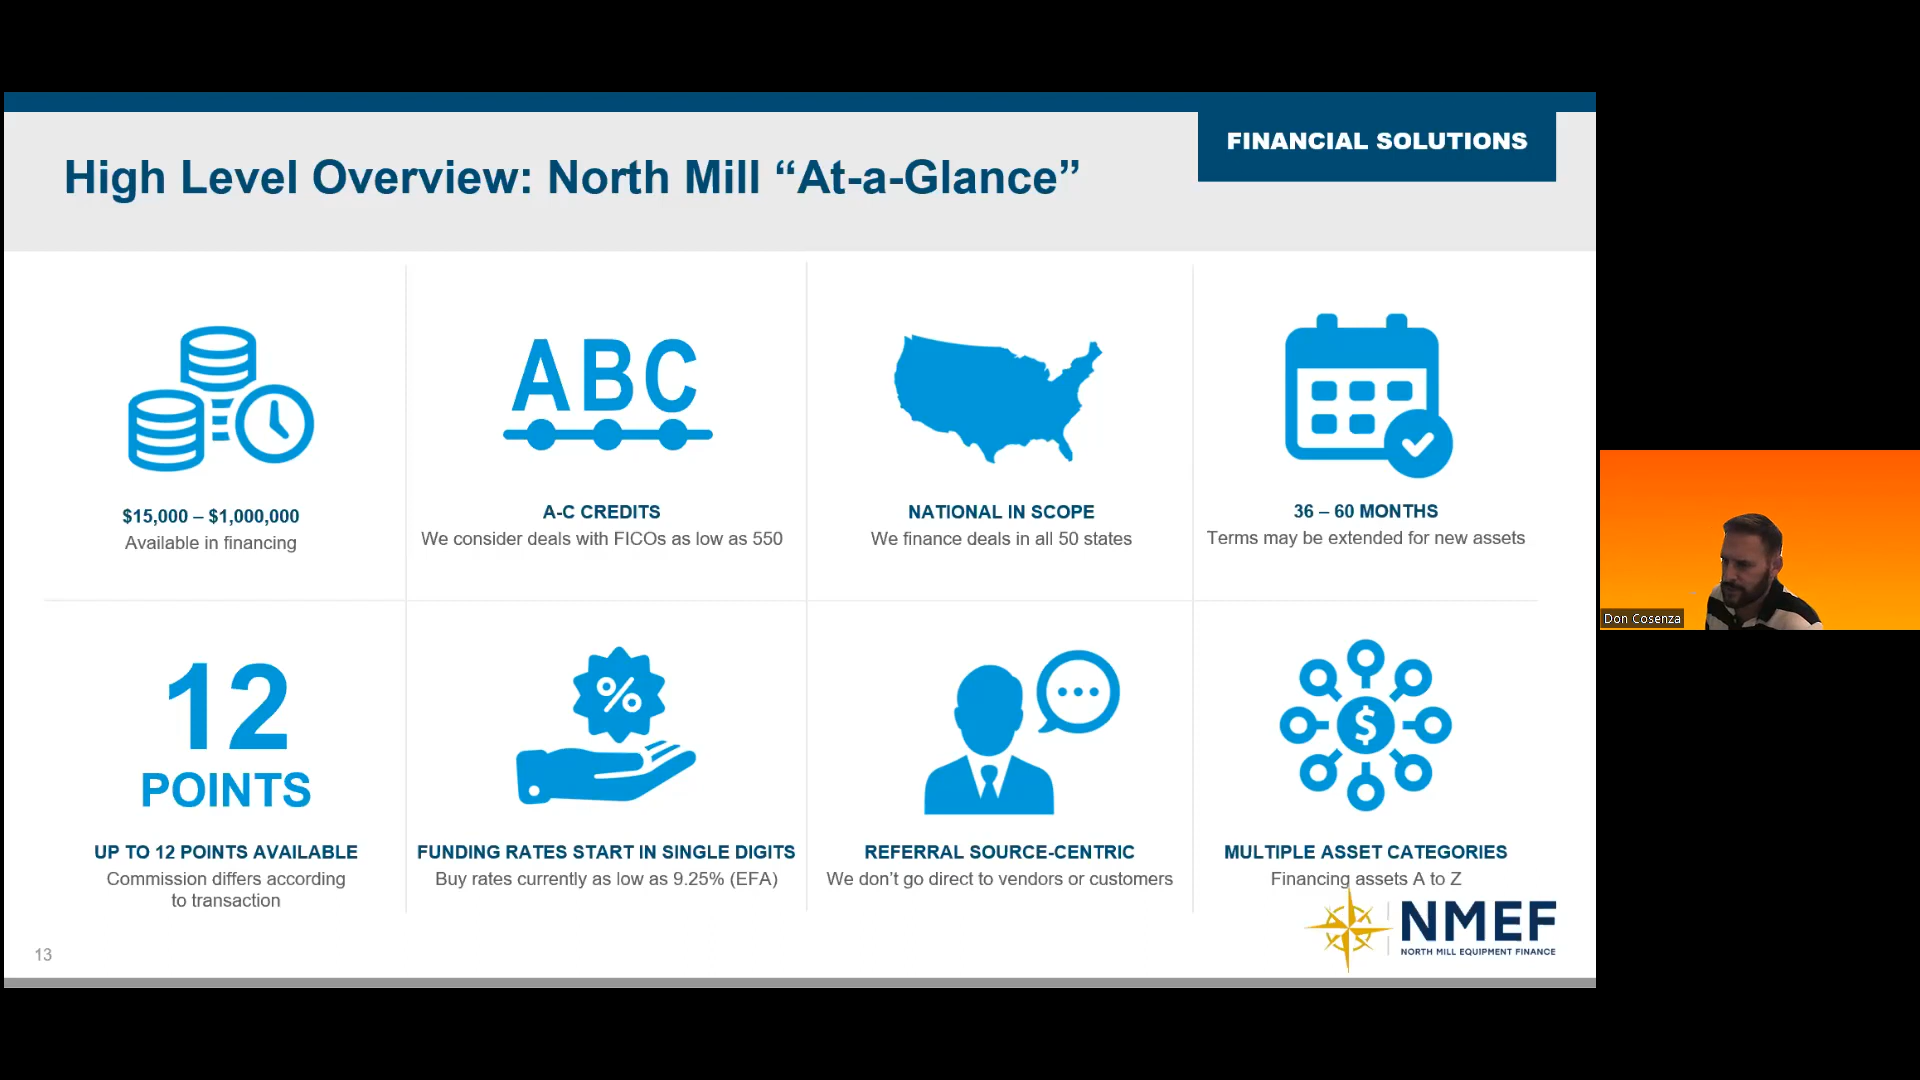 FINANCIAL SOLUTIONS
High Level Overview: North Mill “At-a-Glance”
ABC
$15,000 – $1,000,000
Available in financing
A-C CREDITS
We consider deals with FICOs as low as 550
NATIONAL IN SCOPE
We finance deals in all 50 states
36 – 60 MONTHS
Terms may be extended for new assets
12
POINTS
%
$
UP TO 12 POINTS AVAILABLE
Commission differs according
to transaction
FUNDING RATES START IN SINGLE DIGITS
Buy rates currently as low as 9.25% (EFA)
REFERRAL SOURCE-CENTRIC
We don’t go direct to vendors or customers
MULTIPLE ASSET CATEGORIES
Financing assets A to Z
NMEF
NORTH MILL EQUIPMENT FINANCE
13
Don Cosenza